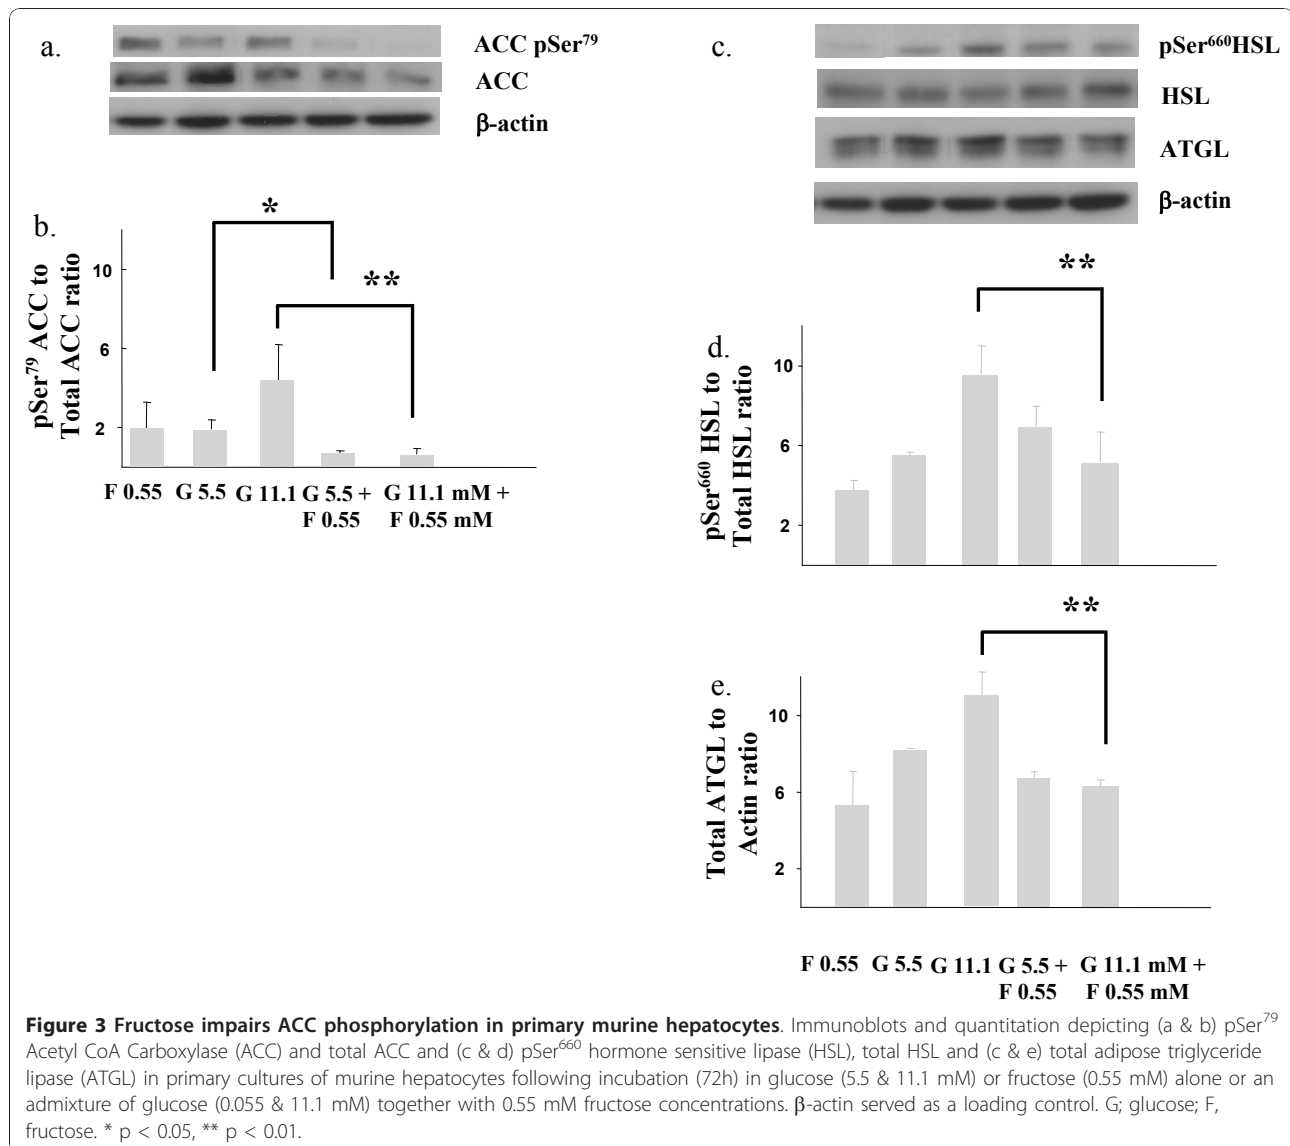 a.
ACC pSer⁷⁹
ACC
β-actin
b.
pSer⁷⁹ ACC to
Total ACC ratio
10
6
2
*
**
F 0.55 G 5.5 G 11.1 G 5.5 + G 11.1 mM +
F 0.55 F 0.55 mM
c.
pSer⁶⁶⁰HSL
HSL
ATGL
β-actin
d.
pSer⁶⁶⁰ HSL to
Total HSL ratio
10
6
2
**
e.
Total ATGL to
Actin ratio
10
6
2
**
F 0.55 G 5.5 G 11.1 G 5.5 + G 11.1 mM +
F 0.55 F 0.55 mM
Figure 3 Fructose impairs ACC phosphorylation in primary murine hepatocytes. Immunoblots and quantitation depicting (a & b) pSer⁷⁹
Acetyl CoA Carboxylase (ACC) and total ACC and (c & d) pSer⁶⁶⁰ hormone sensitive lipase (HSL), total HSL and (c & e) total adipose triglyceride
lipase (ATGL) in primary cultures of murine hepatocytes following incubation (72h) in glucose (5.5 & 11.1 mM) or fructose (0.55 mM) alone or an
admixture of glucose (0.055 & 11.1 mM) together with 0.55 mM fructose concentrations. β-actin served as a loading control. G; glucose; F,
fructose. * p < 0.05, ** p < 0.01.